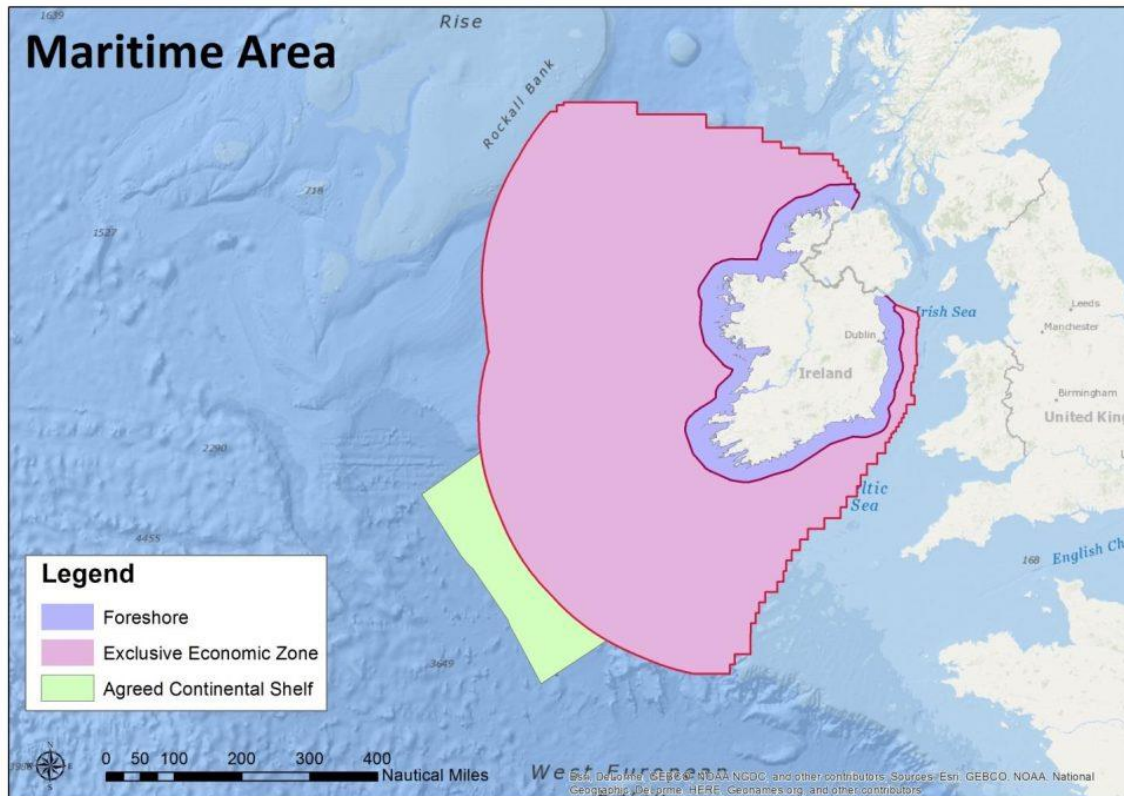 1639
Rise
Maritime Area
Rockall Bank
718
1527
Leeds
Irish Sea
Manchester
Dublin
Ireland
Birmingham
United King
2290
ltic
Sea
4455
English Ch
168
Legend
Foreshore
Exclusive Economic Zone
Agreed Continental Shelf
3649
N
E
S
0 50 100 200 300 400
Nautical Miles
West European
Esri, DeLorme, GEBCO, NOAA NGDC, and other contributors, Sources: Esri, GEBCO, NOAA, National
Geographic, DeLorme, HERE, Geonames.org, and other contributors